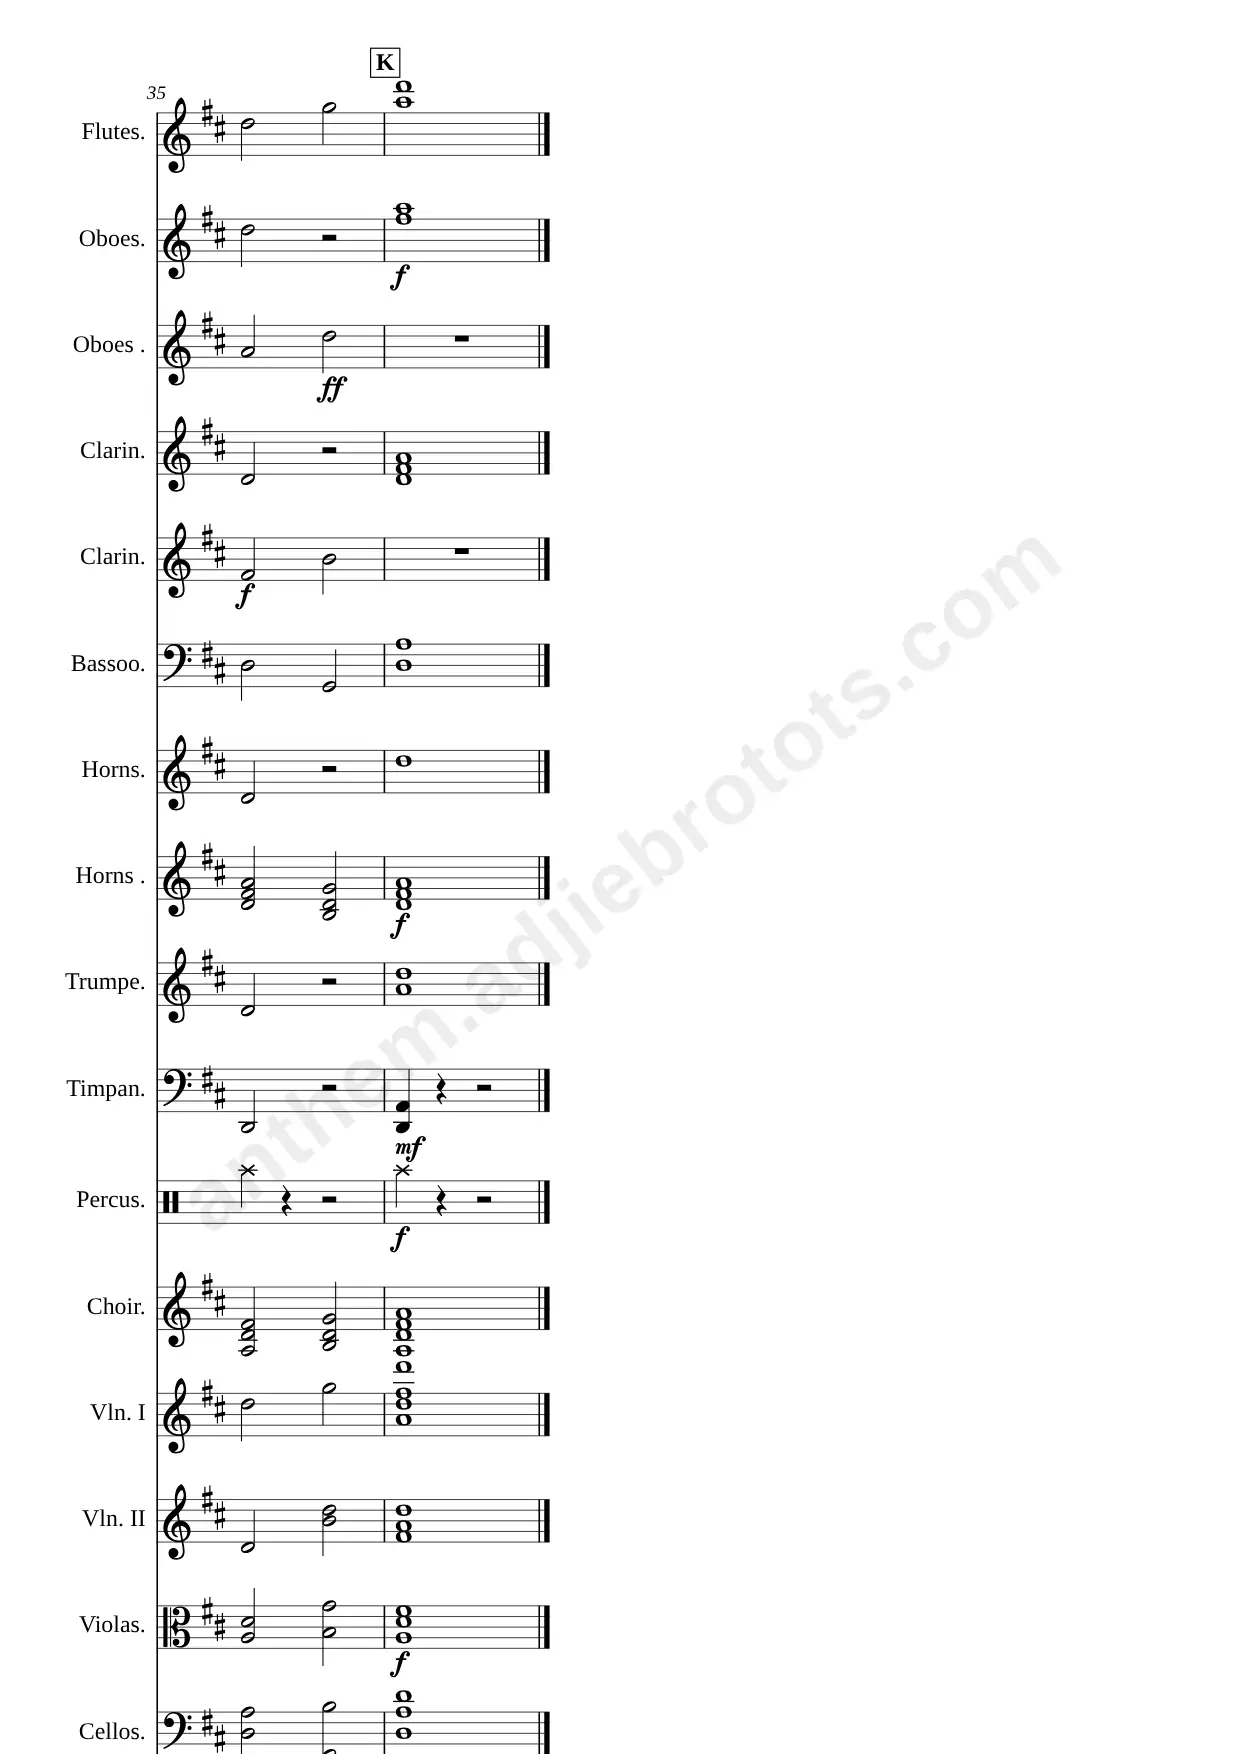 K
35
Flutes.
Oboes.
f
Oboes .
ff
Clarin.
Clarin.
f
Bassoo.
Horns.
Horns .
f
Trumpe.
Timpan.
mf
Percus.
f
Choir.
Vln. I
Vln. II
Violas.
f
Cellos.
anthem.adjiebrotots.com